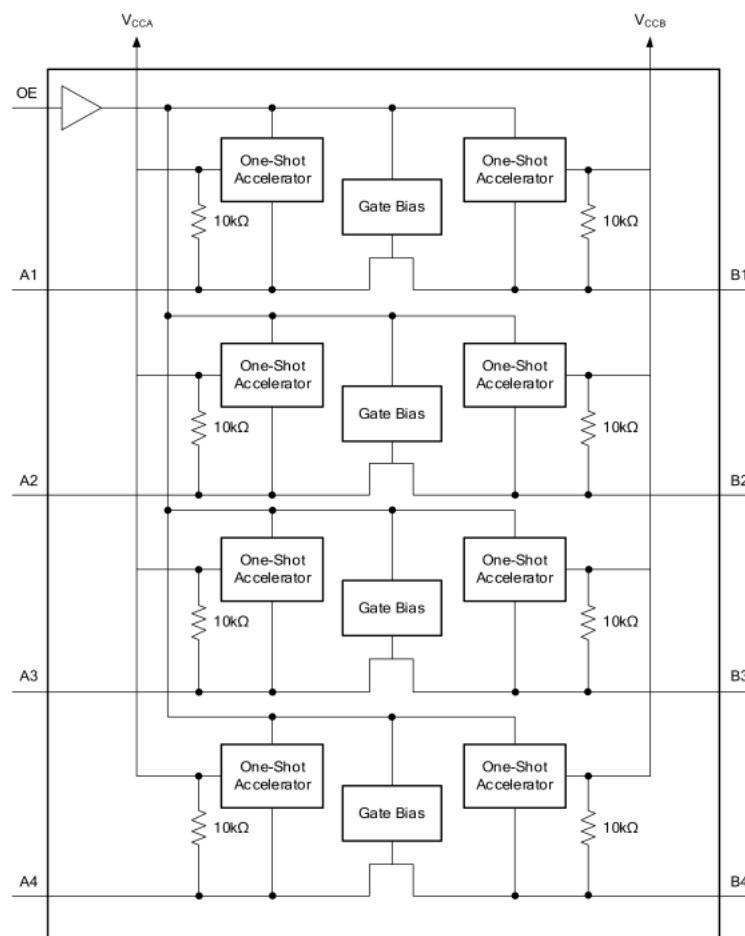 VCCA VCCB
OE
One-Shot
Accelerator
One-Shot
Accelerator
Gate Bias
10kΩ 10kΩ
A1 B1
One-Shot
Accelerator
One-Shot
Accelerator
Gate Bias
10kΩ 10kΩ
A2 B2
One-Shot
Accelerator
One-Shot
Accelerator
Gate Bias
10kΩ 10kΩ
A3 B3
One-Shot
Accelerator
One-Shot
Accelerator
Gate Bias
10kΩ 10kΩ
A4 B4